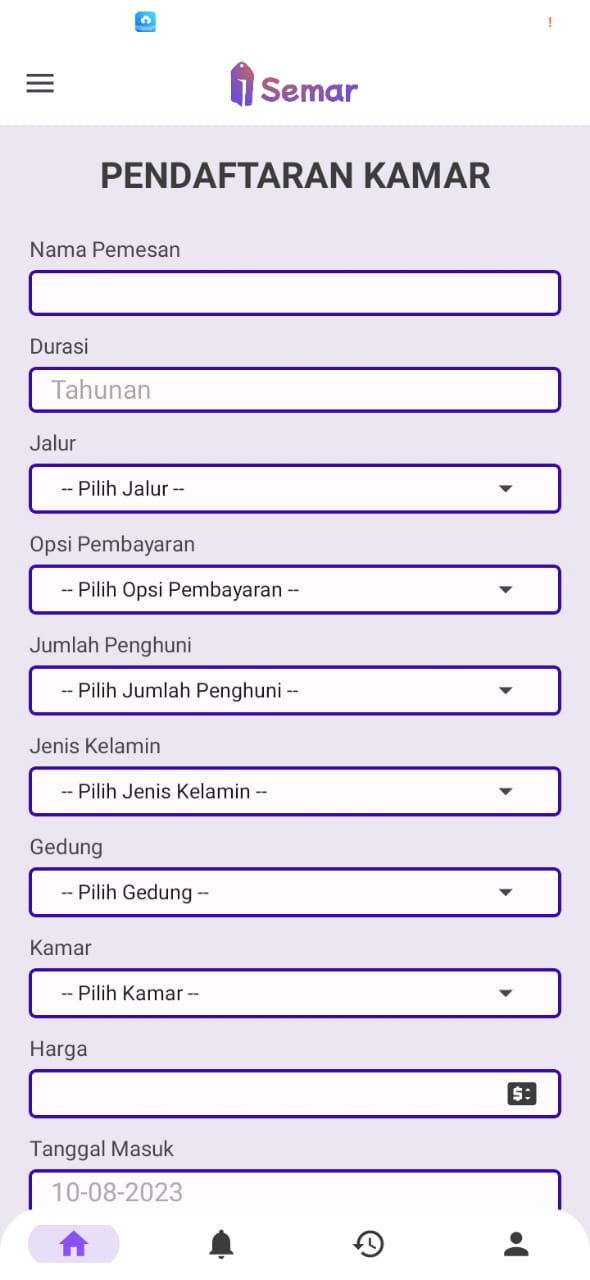 Semar
PENDAFTARAN KAMAR
Nama Pemesan
Durasi
Tahunan
Jalur
-- Pilih Jalur --
Opsi Pembayaran
-- Pilih Opsi Pembayaran --
Jumlah Penghuni
-- Pilih Jumlah Penghuni --
Jenis Kelamin
-- Pilih Jenis Kelamin --
Gedung
-- Pilih Gedung --
Kamar
-- Pilih Kamar --
Harga
Tanggal Masuk
10-08-2023